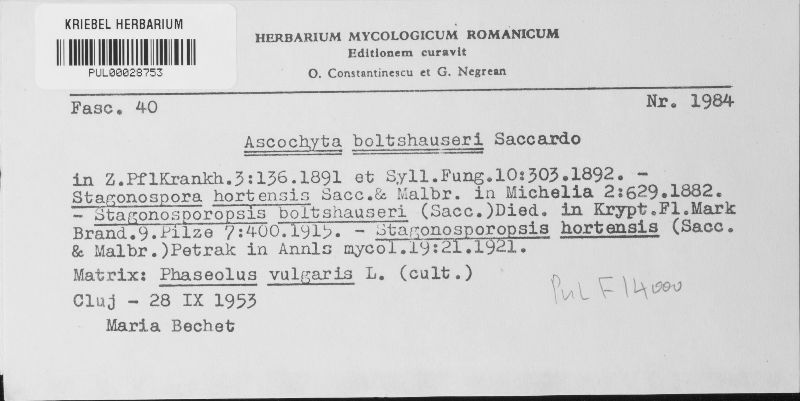 KRIEBEL HERBARIUM
PUL00028753
HERBARIUM MYCOLOGICUM ROMANICUM
Editionem curavit
O. Constantinescu et G. Negrean
Fasc. 40
Nr. 1984
Ascochyta boltshauseri Saccardo
in Z.PflKrankh.3:136.1891 et Syll.Fung.10:303.1892. -
Stagonospora hortensis Sacc.& Malbr. in Michelia 2:629.1882.
- Stagonosporopsis boltshauseri (Sacc.)Died. in Krypt.Fl.Mark
Brand.9.Pilze 7:400.1915. - Stagonosporopsis hortensis (Sacc.
& Malbr.)Petrak in Annls mycol.19:21.1921.
Matrix: Phaseolus vulgaris L. (cult.)
Cluj - 28 IX 1953
PUL F14000
Maria Bechet